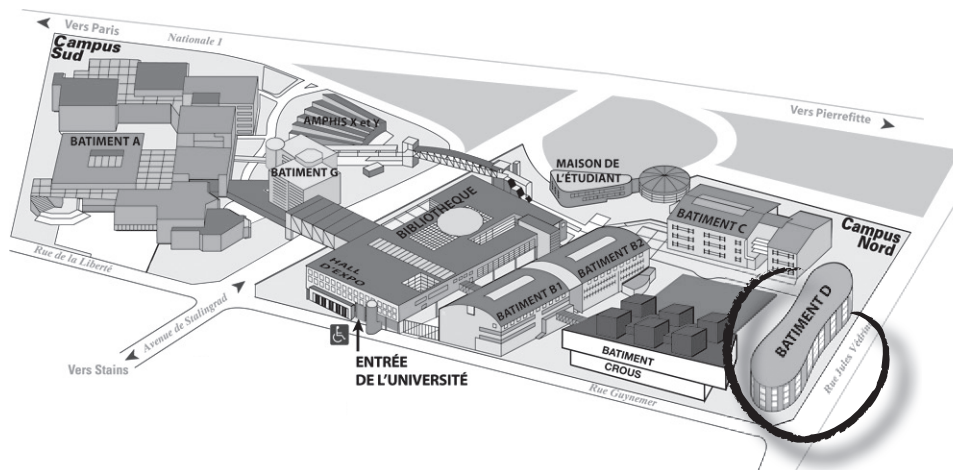 Vers Paris
Nationale 1
Campus
Sud
Vers Pierrefitte
AMPHIS X et Y
BATIMENT A
BATIMENT G
MAISON DE
L'ÉTUDIANT
BIBLIOTHEQUE
BATIMENT C
Campus
Nord
Rue de la Liberté
HALL
D'EXPO
BATIMENT B2
BATIMENT B1
BATIMENT D
Avenue de Stalingrad
BATIMENT
CROUS
Vers Stains
ENTRÉE
DE L'UNIVERSITÉ
Rue Guynemer
Rue Jules Védrine